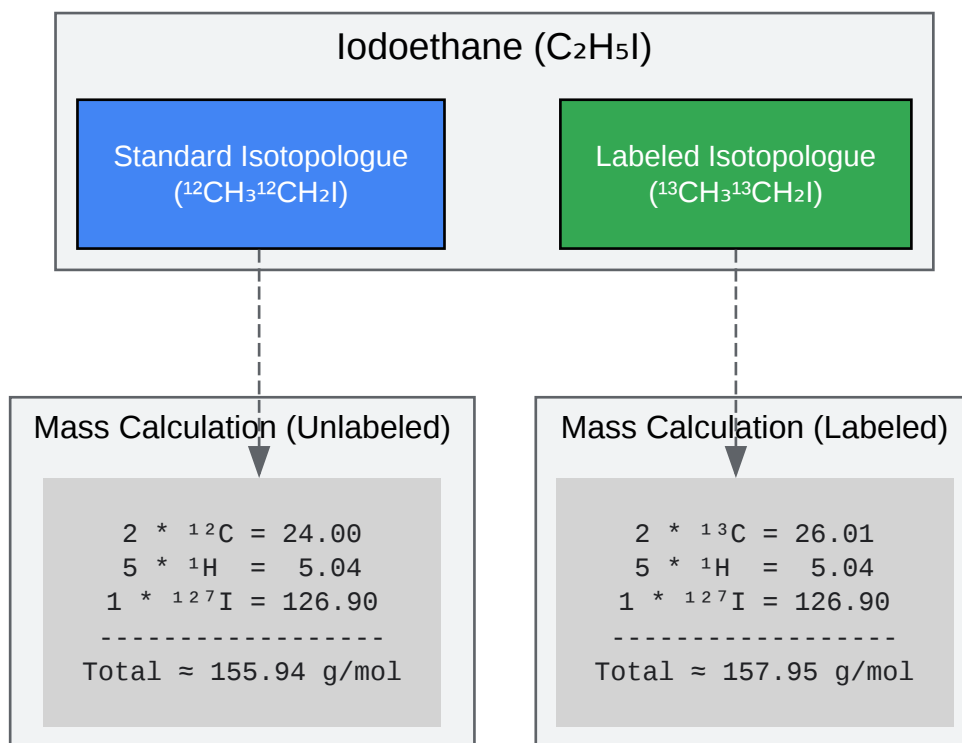 Iodoethane (C₂H₅I)
Standard Isotopologue
(¹²CH₃¹²CH₂I)
Labeled Isotopologue
(¹³CH₃¹³CH₂I)
Mass Calculation (Unlabeled)
2 * ¹²C = 24.00
5 * ¹H  =  5.04
1 * ¹²⁷I = 126.90
------------------
Total ≈ 155.94 g/mol
Mass Calculation (Labeled)
2 * ¹³C = 26.01
5 * ¹H  =  5.04
1 * ¹²⁷I = 126.90
------------------
Total ≈ 157.95 g/mol